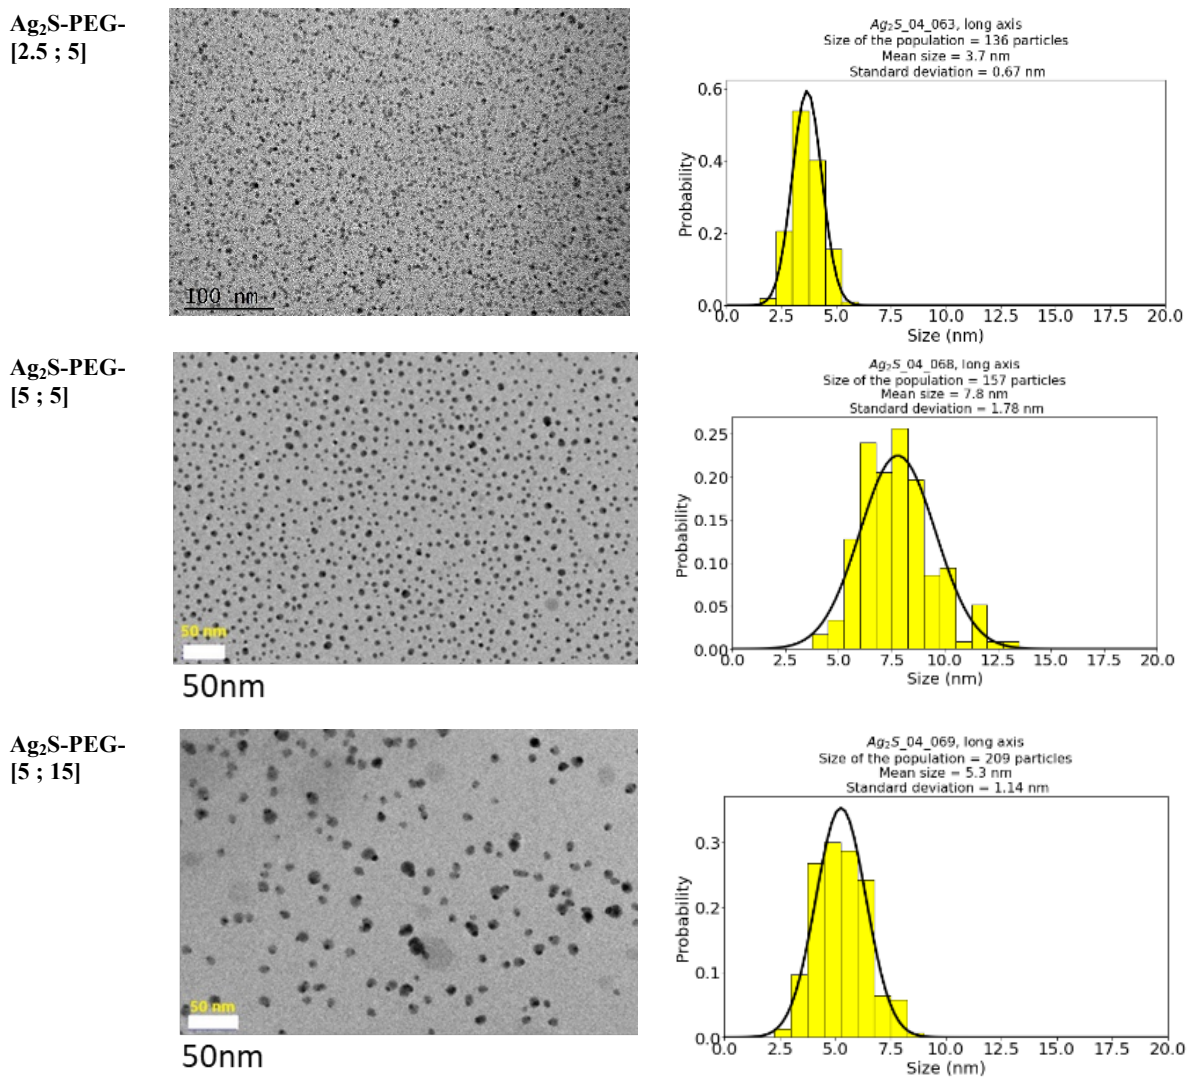 Ag₂S-PEG-
[2.5 ; 5]
100 nm
Ag₂S_04_063, long axis
Size of the population = 136 particles
Mean size = 3.7 nm
Standard deviation = 0.67 nm
Probability
0.6
0.4
0.2
0.0
0.0 2.5 5.0 7.5 10.0 12.5 15.0 17.5 20.0
Size (nm)
Ag₂S-PEG-
[5 ; 5]
50 nm
50nm
Ag₂S_04_068, long axis
Size of the population = 157 particles
Mean size = 7.8 nm
Standard deviation = 1.78 nm
Probability
0.25
0.20
0.15
0.10
0.05
0.00
0.0 2.5 5.0 7.5 10.0 12.5 15.0 17.5 20.0
Size (nm)
Ag₂S-PEG-
[5 ; 15]
50 nm
50nm
Ag₂S_04_069, long axis
Size of the population = 209 particles
Mean size = 5.3 nm
Standard deviation = 1.14 nm
Probability
0.3
0.2
0.1
0.0
0.0 2.5 5.0 7.5 10.0 12.5 15.0 17.5 20.0
Size (nm)